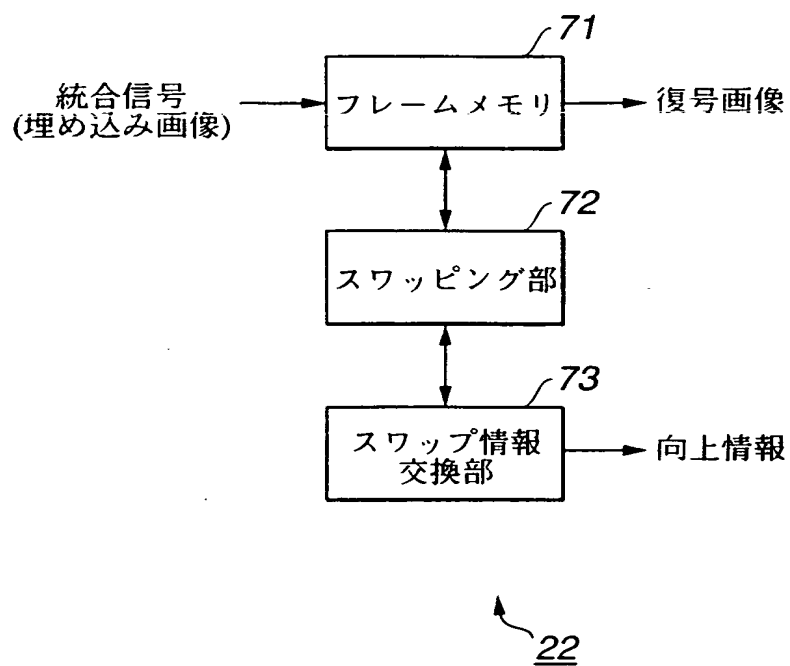 71
統合信号
(埋め込み画像)
フレームメモリ
復号画像
72
スワッピング部
73
スワップ情報
交換部
向上情報
22